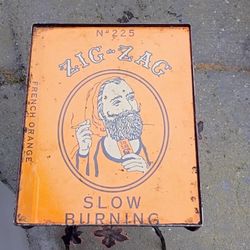 Nº 225
ZIG-ZAG
FRENCH ORANGE
SLOW
BURNING